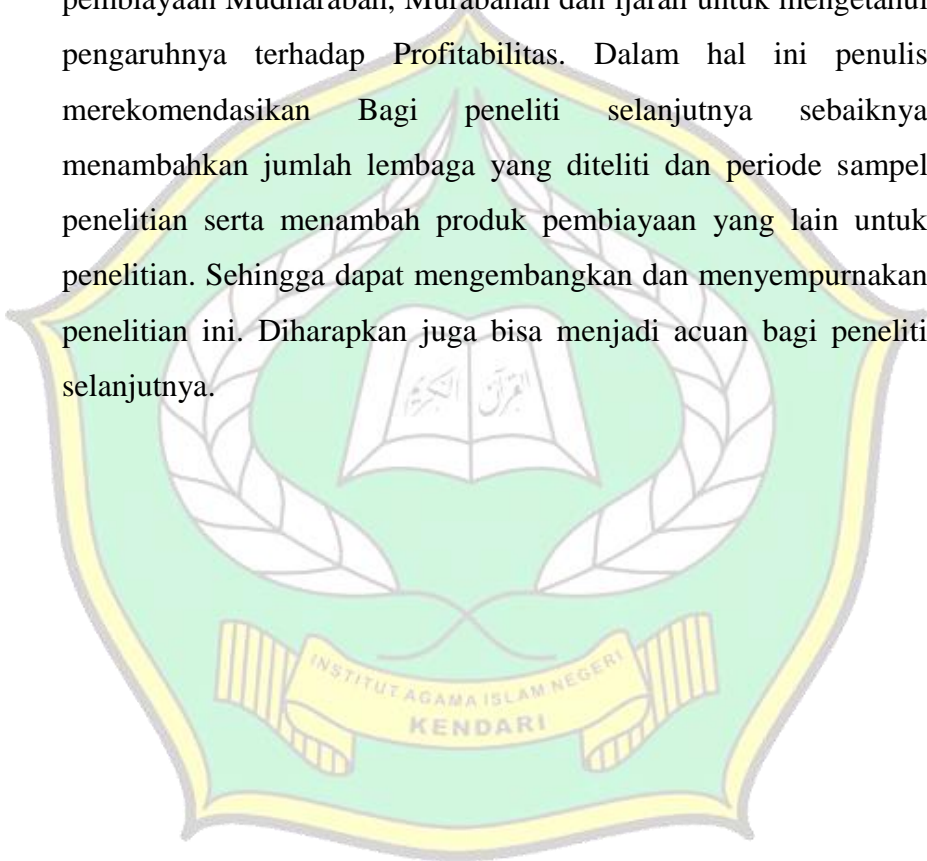 pembiayaan Mudharabah, Murabahah dan Ijarah untuk mengetahui
pengaruhnya terhadap Profitabilitas. Dalam hal ini penulis
merekomendasikan Bagi peneliti selanjutnya sebaiknya
menambahkan jumlah lembaga yang diteliti dan periode sampel
penelitian serta menambah produk pembiayaan yang lain untuk
penelitian. Sehingga dapat mengembangkan dan menyempurnakan
penelitian ini. Diharapkan juga bisa menjadi acuan bagi peneliti
selanjutnya.
القرآن الكريم
INSTITUT AGAMA ISLAM NEGERI
KENDARI